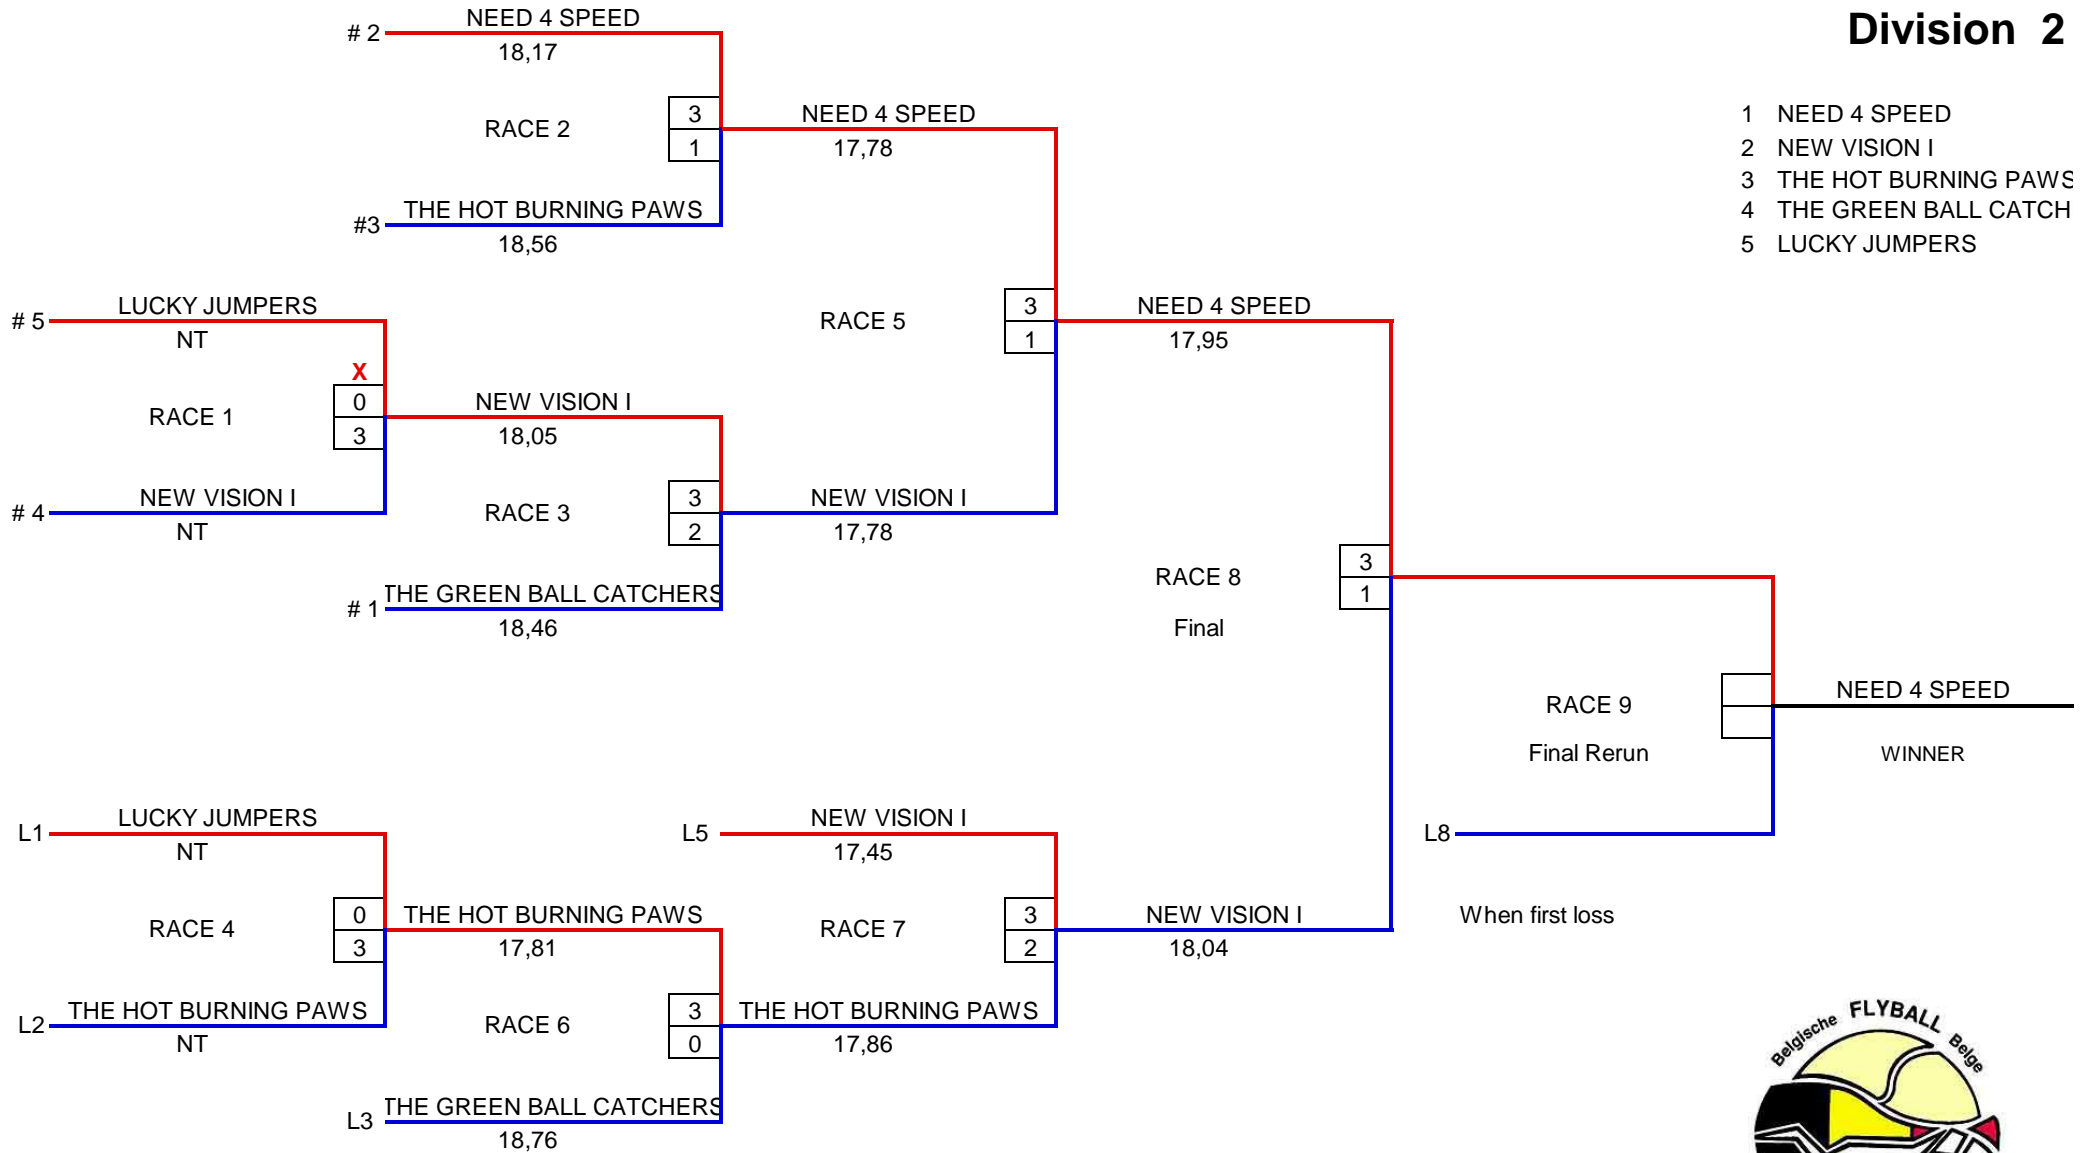 Division 2
1 NEED 4 SPEED
2 NEW VISION I
3 THE HOT BURNING PAWS
4 THE GREEN BALL CATCH
5 LUCKY JUMPERS
# 2 NEED 4 SPEED
18,17
RACE 2
3
1
#3 THE HOT BURNING PAWS
18,56
# 5 LUCKY JUMPERS
NT
X
RACE 1
0
3
# 4 NEW VISION I
NT
NEW VISION I
18,05
RACE 3
3
2
# 1 THE GREEN BALL CATCHERS
18,46
NEED 4 SPEED
17,78
RACE 5
3
1
NEW VISION I
17,78
NEED 4 SPEED
17,95
RACE 8
Final
3
1
L1 LUCKY JUMPERS
NT
RACE 4
0
3
L2 THE HOT BURNING PAWS
NT
THE HOT BURNING PAWS
17,81
RACE 6
3
0
L3 THE GREEN BALL CATCHERS
18,76
L5 NEW VISION I
17,45
RACE 7
3
2
THE HOT BURNING PAWS
17,86
NEW VISION I
18,04
RACE 9
Final Rerun
NEED 4 SPEED
WINNER
L8
When first loss
Belgische FLYBALL Belge